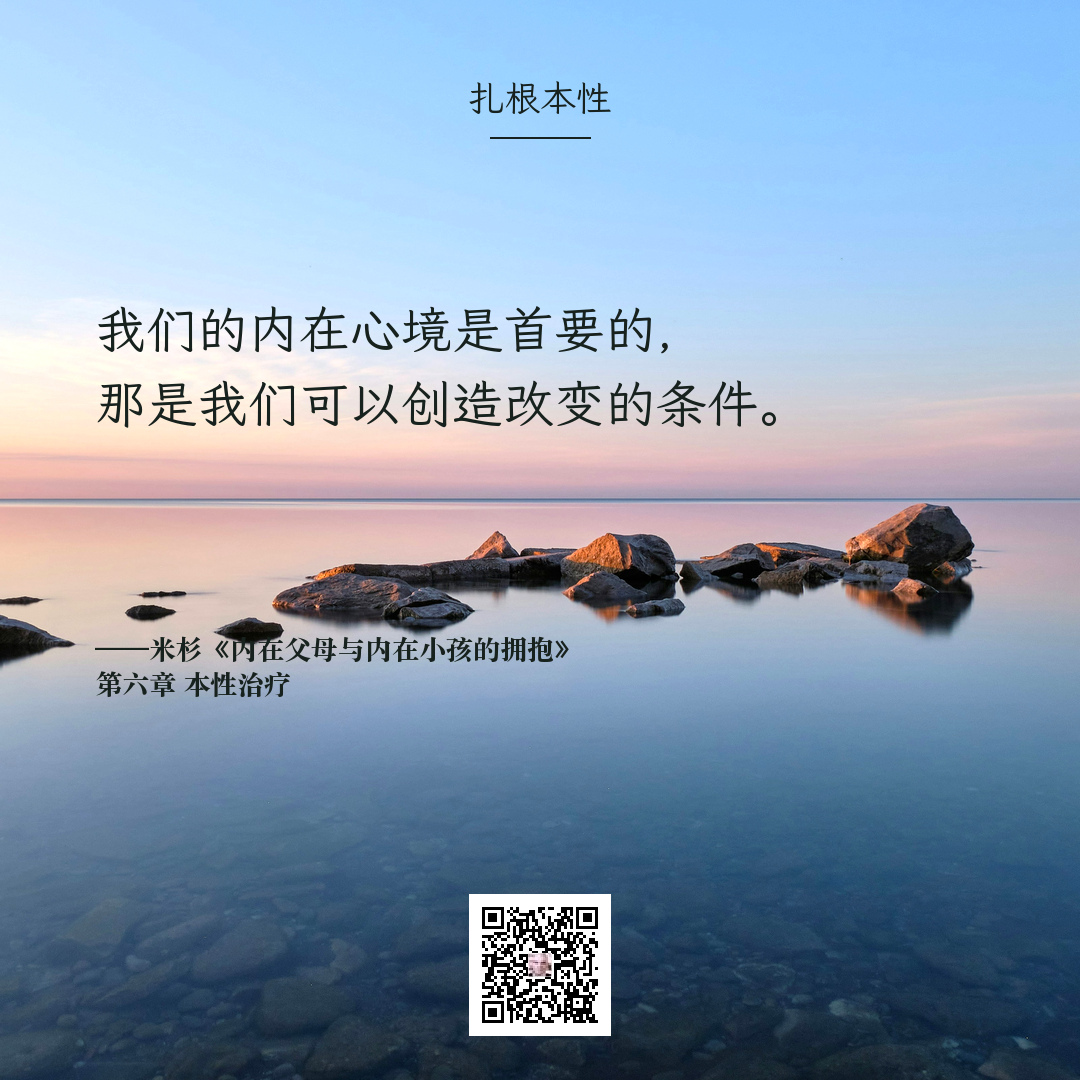 扎根本性
我们的内在心境是首要的,
那是我们可以创造改变的条件。
——米杉《内在父母与内在小孩的拥抱》
第六章 本性治疗